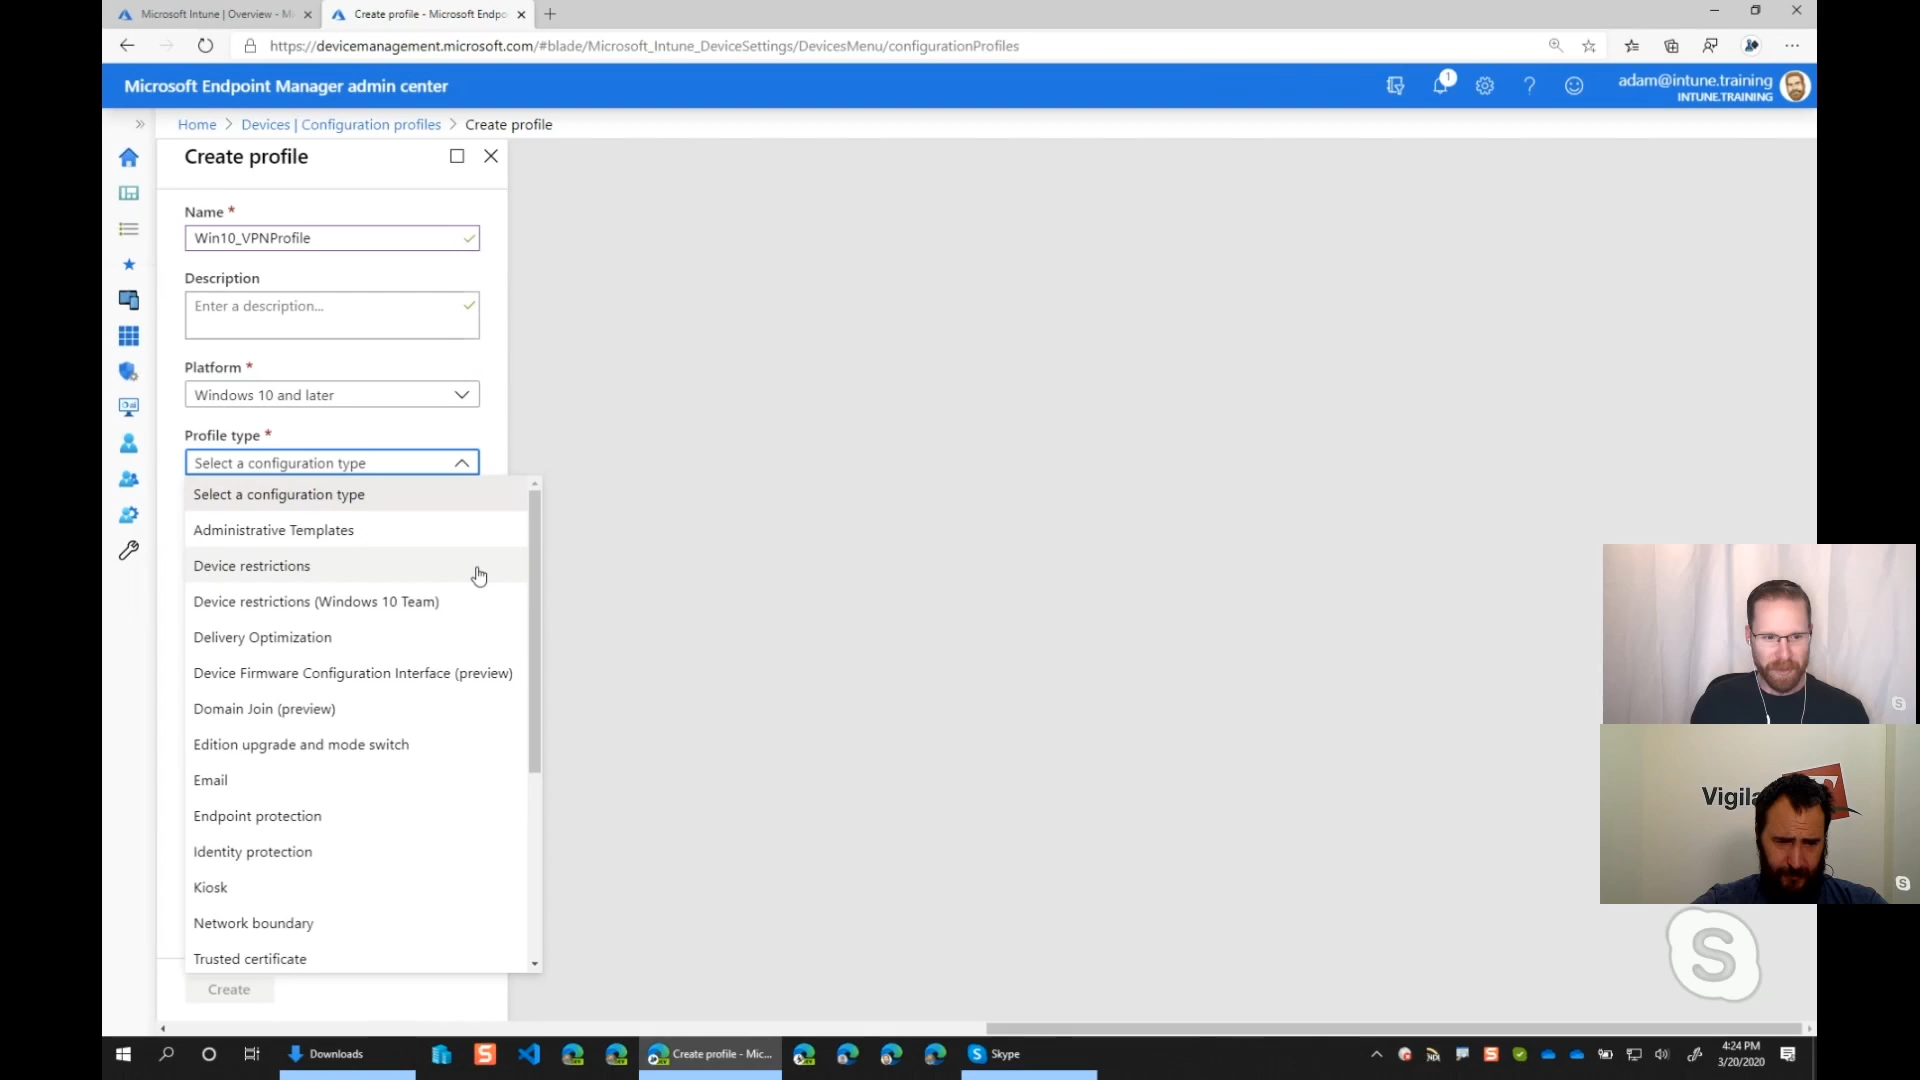 Microsoft Intune | Overview - M
Create profile - Microsoft Endpo
https://devicemanagement.microsoft.com/#blade/Microsoft_Intune_DeviceSettings/DevicesMenu/configurationProfiles
Microsoft Endpoint Manager admin center
1
adam@intune.training
INTUNE.TRAINING
Home > Devices | Configuration profiles > Create profile
Create profile
Name *
Win10_VPNProfile
Description
Enter a description...
Platform *
Windows 10 and later
Profile type *
Select a configuration type
Select a configuration type
Administrative Templates
Device restrictions
Device restrictions (Windows 10 Team)
Delivery Optimization
Device Firmware Configuration Interface (preview)
Domain Join (preview)
Edition upgrade and mode switch
Email
Endpoint protection
Identity protection
Kiosk
Network boundary
Trusted certificate
Create
Vigila
Downloads
Create profile - Mic...
Skype
4:24 PM
3/20/2020